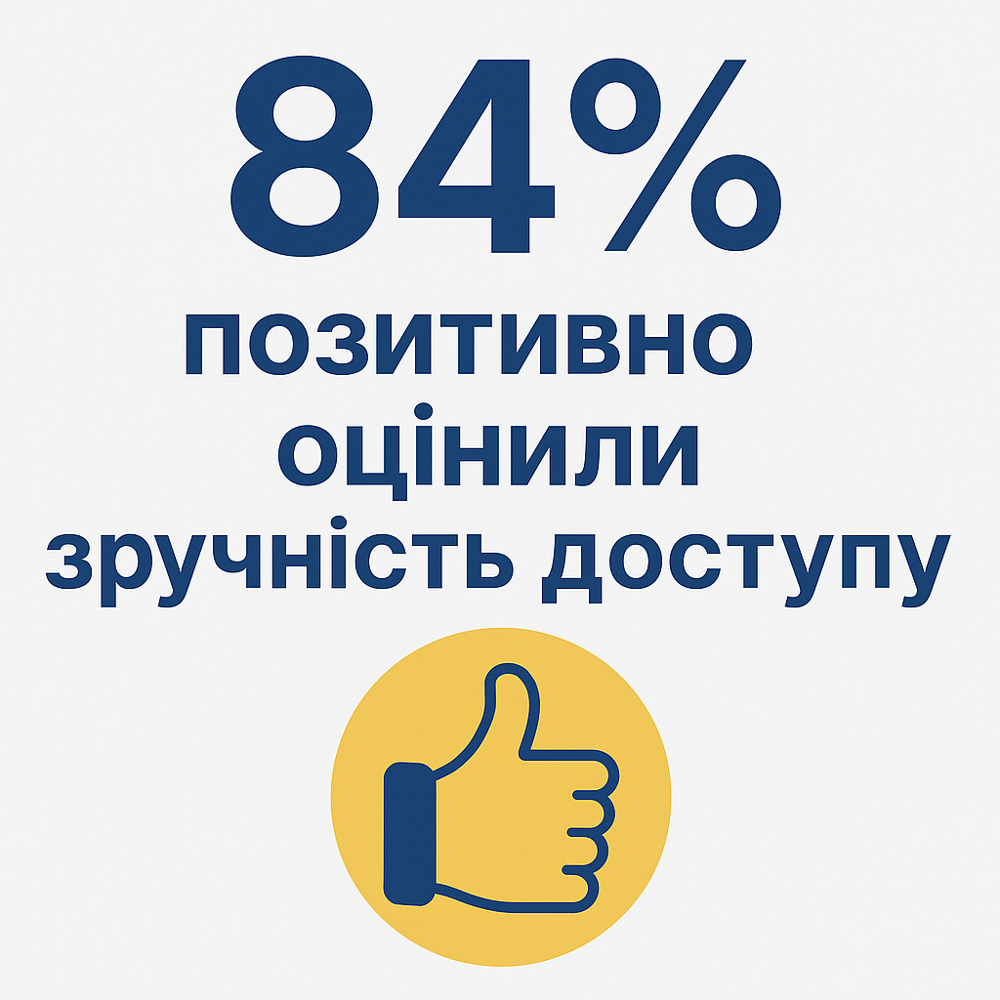 84%
позитивно
оцінили
зручність доступу